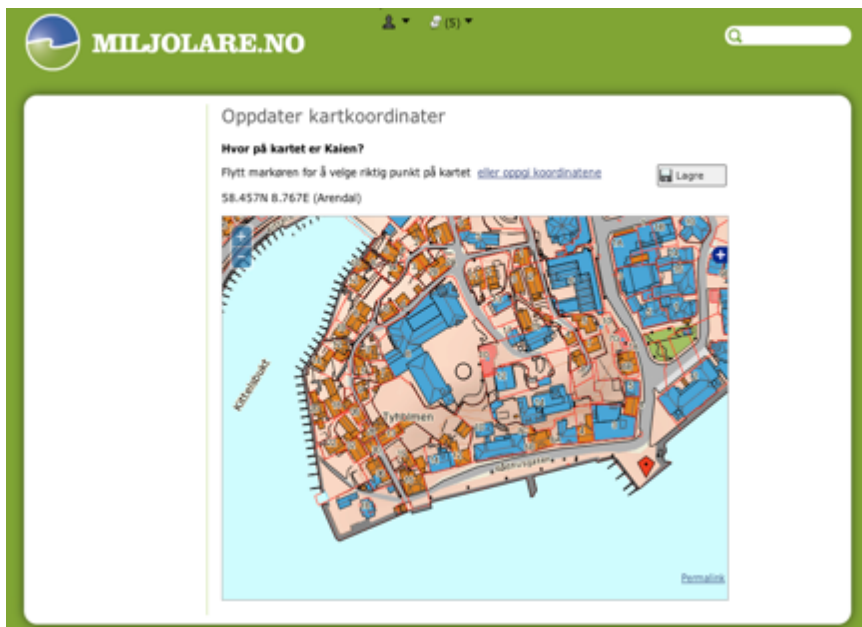 MILJOLARE.NO
(5)
Oppdater kartkoordinater
Hvor på kartet er Kaien?
Flytt markøren for å velge riktig punkt på kartet eller oppgi koordinatene
Lagre
58.457N 8.767E (Arendal)
Kittelsbukt
Tyholmen
Permalink